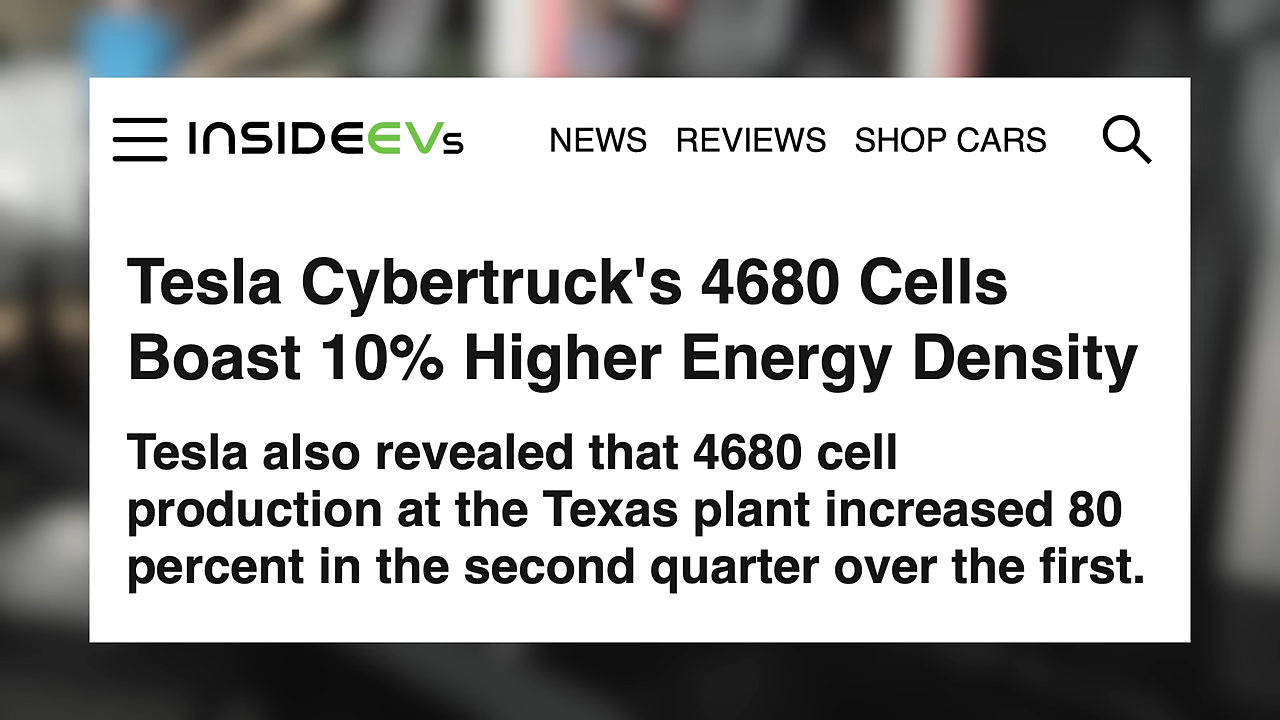 INSIDEEVs NEWS REVIEWS SHOP CARS
Tesla Cybertruck's 4680 Cells
Boast 10% Higher Energy Density
Tesla also revealed that 4680 cell
production at the Texas plant increased 80
percent in the second quarter over the first.